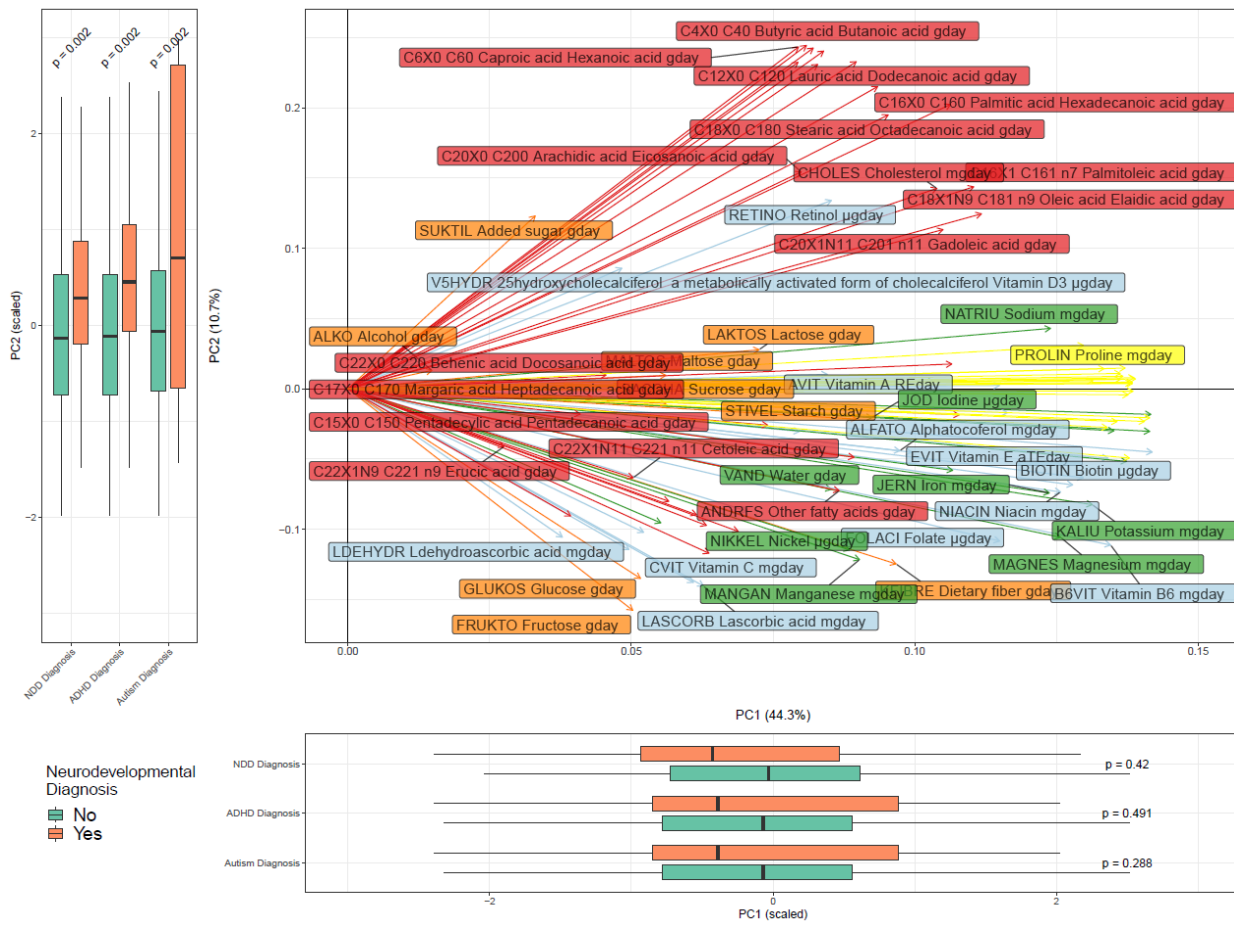 p = 0.002
p = 0.002
p = 0.002
2
0
−2
PC2 (scaled)
NDD Diagnosis
ADHD Diagnosis
Autism Diagnosis
PC2 (10.7%)
0.2
0.1
0.0
−0.1
C4X0 C40 Butyric acid Butanoic acid gday
C6X0 C60 Caproic acid Hexanoic acid gday
C12X0 C120 Lauric acid Dodecanoic acid gday
C16X0 C160 Palmitic acid Hexadecanoic acid gday
C18X0 C180 Stearic acid Octadecanoic acid gday
C20X0 C200 Arachidic acid Eicosanoic acid gday
CHOLES Cholesterol mgday
C161 n7 Palmitoleic acid gday
C18X1N9 C181 n9 Oleic acid Elaidic acid gday
RETINO Retinol µgday
SUKTIL Added sugar gday
C20X1N11 C201 n11 Gadoleic acid gday
V5HYDR 25hydroxycholecalciferol a metabolically activated form of cholecalciferol Vitamin D3 µgday
NATRIU Sodium mgday
ALKO Alcohol gday
LAKTOS Lactose gday
PROLIN Proline mgday
C22X0 C220 Behenic acid Docosanoic acid gday
Maltose gday
C17X0 C170 Margaric acid Heptadecanoic acid gday
Sucrose gday
AVIT Vitamin A REday
JOD Iodine µgday
STIVEL Starch gday
C15X0 C150 Pentadecylic acid Pentadecanoic acid gday
ALFATO Alphatocoferol mgday
C22X1N11 C221 n11 Cetoleic acid gday
EVIT Vitamin E aTEday
C22X1N9 C221 n9 Erucic acid gday
BIOTIN Biotin µgday
VAND Water gday
JERN Iron mgday
ANDRFS Other fatty acids gday
NIACIN Niacin mgday
KALIU Potassium mgday
NIKKEL Nickel µgday
FOLACI Folate µgday
LDEHYDR Ldehydroascorbic acid mgday
CVIT Vitamin C mgday
MAGNES Magnesium mgday
GLUKOS Glucose gday
MANGAN Manganese mgday
Dietary fiber gday
B6VIT Vitamin B6 mgday
FRUKTO Fructose gday
LASCORB Lascorbic acid mgday
0.00
0.05
0.10
0.15
PC1 (44.3%)
NDD Diagnosis
p = 0.42
ADHD Diagnosis
p = 0.491
Autism Diagnosis
p = 0.288
−2
0
2
PC1 (scaled)
Neurodevelopmental
Diagnosis
No
Yes